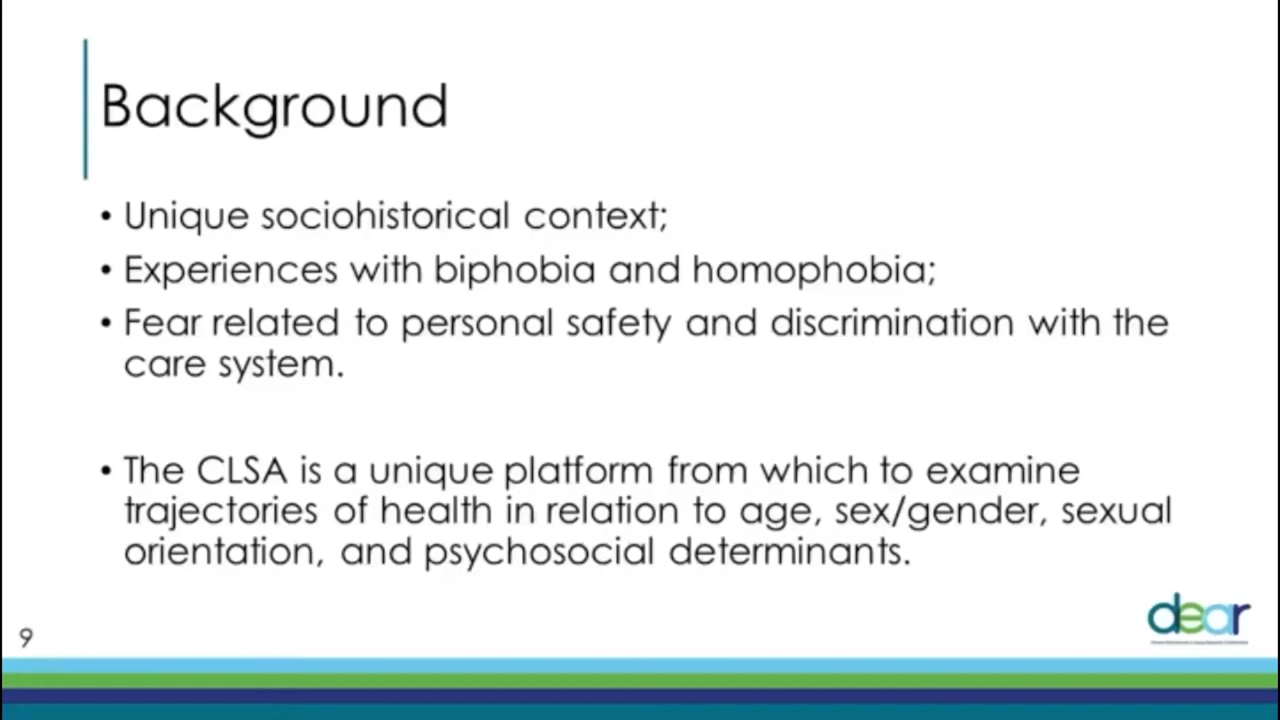 Background
• Unique sociohistorical context;
• Experiences with biphobia and homophobia;
• Fear related to personal safety and discrimination with the
care system.
• The CLSA is a unique platform from which to examine
trajectories of health in relation to age, sex/gender, sexual
orientation, and psychosocial determinants.
dear
9